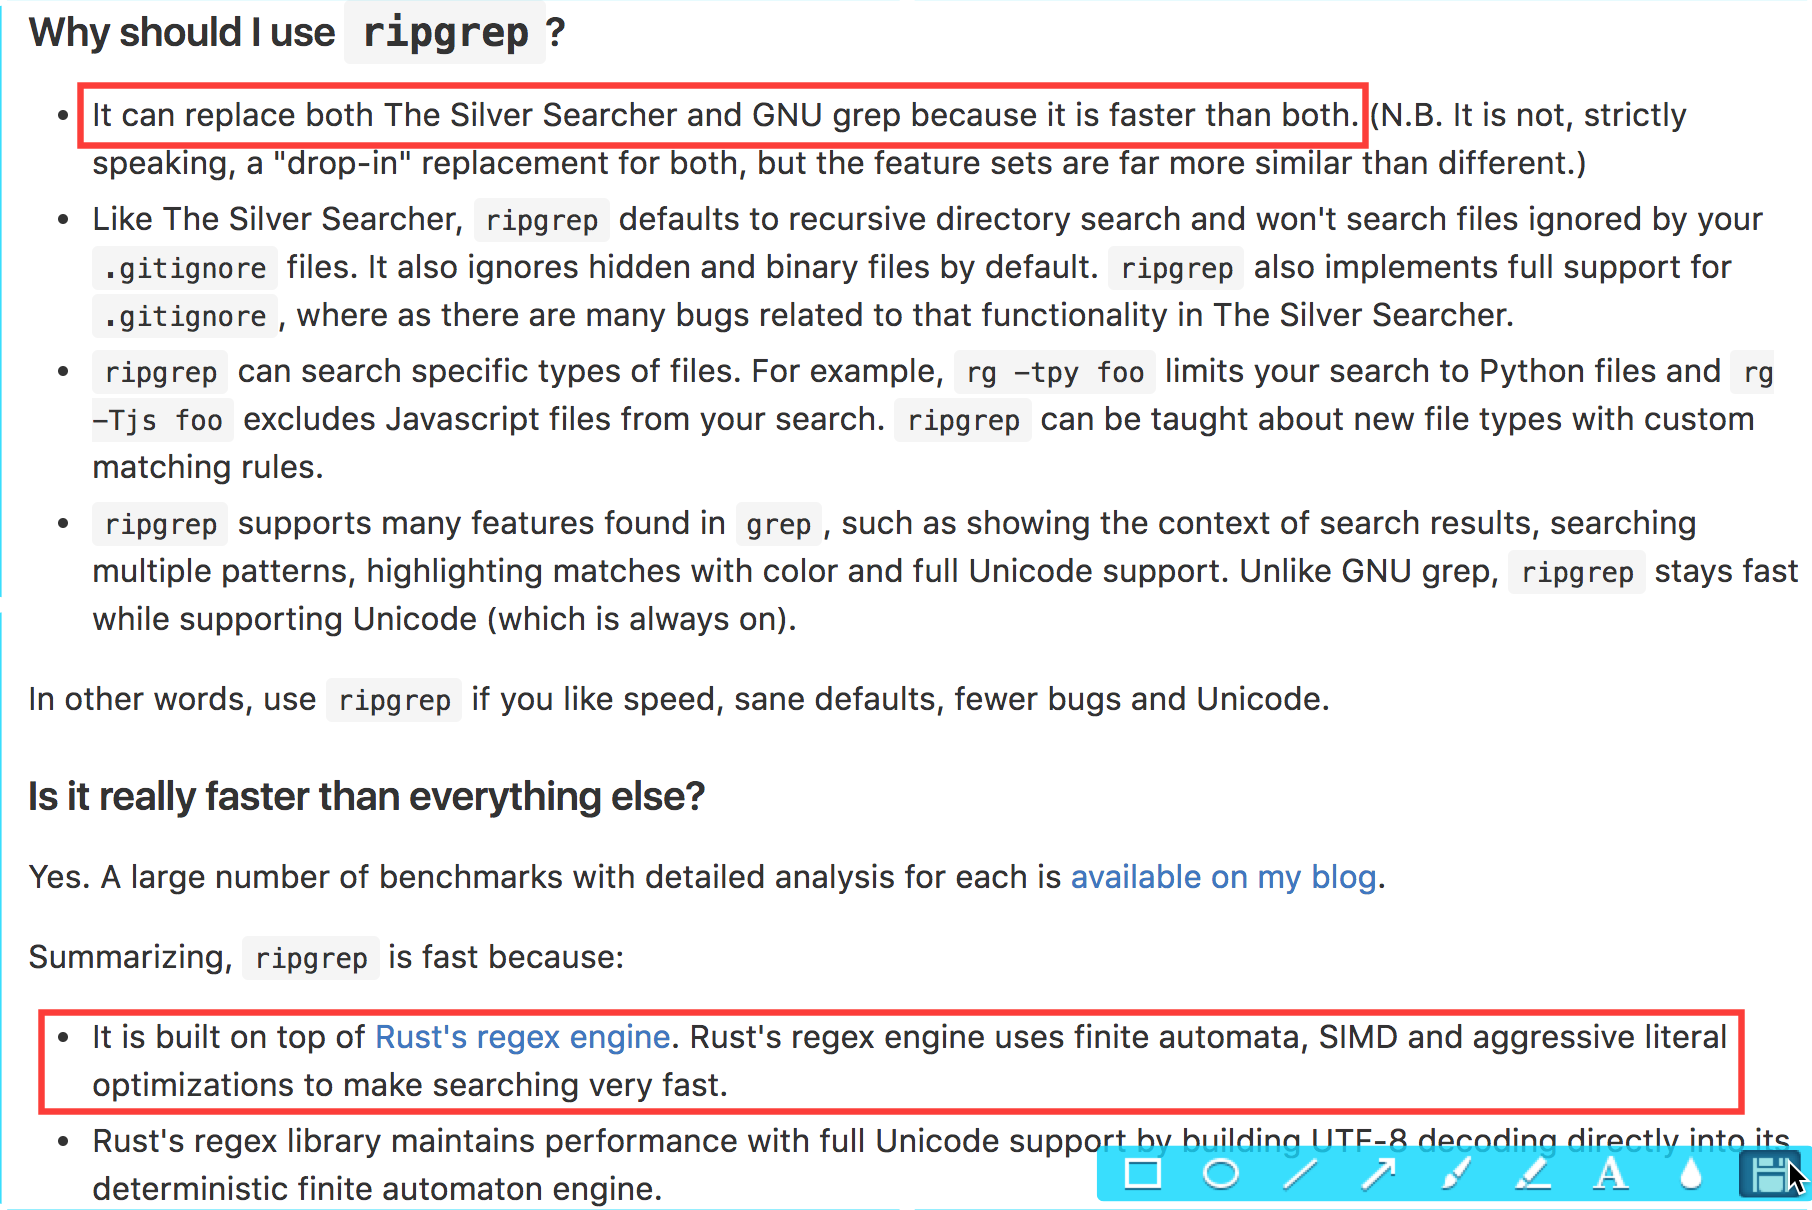 Why should I use ripgrep?
• It can replace both The Silver Searcher and GNU grep because it is faster than both. (N.B. It is not, strictly
speaking, a "drop-in" replacement for both, but the feature sets are far more similar than different.)
• Like The Silver Searcher, ripgrep defaults to recursive directory search and won't search files ignored by your
.gitignore files. It also ignores hidden and binary files by default. ripgrep also implements full support for
.gitignore, where as there are many bugs related to that functionality in The Silver Searcher.
• ripgrep can search specific types of files. For example, rg -tpy foo limits your search to Python files and rg
-Tjs foo excludes Javascript files from your search. ripgrep can be taught about new file types with custom
matching rules.
• ripgrep supports many features found in grep, such as showing the context of search results, searching
multiple patterns, highlighting matches with color and full Unicode support. Unlike GNU grep, ripgrep stays fast
while supporting Unicode (which is always on).
In other words, use ripgrep if you like speed, sane defaults, fewer bugs and Unicode.
Is it really faster than everything else?
Yes. A large number of benchmarks with detailed analysis for each is available on my blog.
Summarizing, ripgrep is fast because:
• It is built on top of Rust's regex engine. Rust's regex engine uses finite automata, SIMD and aggressive literal
optimizations to make searching very fast.
• Rust's regex library maintains performance with full Unicode support by building UTF-8 decoding directly into its
deterministic finite automaton engine.
A